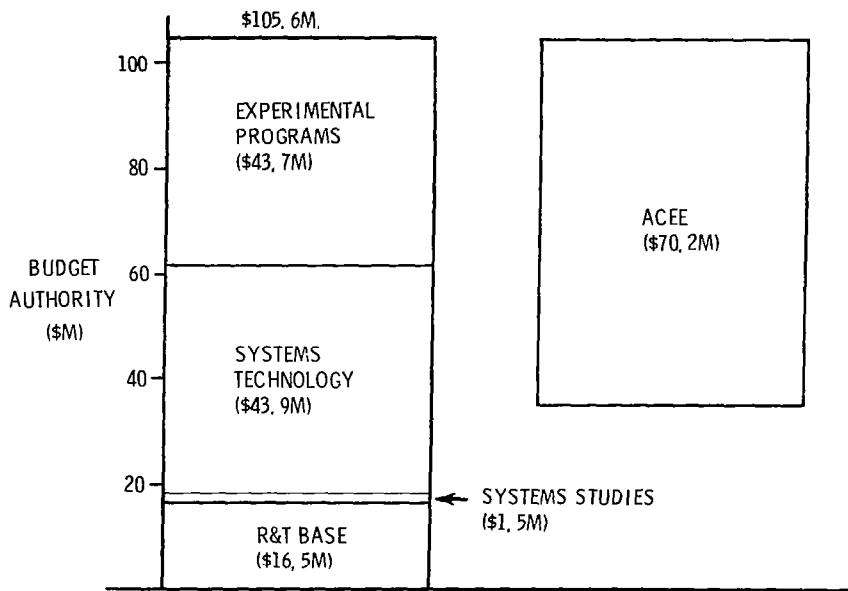 $105.6M.
100
EXPERIMENTAL
PROGRAMS
($43, 7M)
80
ACEE
($70, 2M)
BUDGET
AUTHORITY
($M)
60
SYSTEMS
TECHNOLOGY
($43, 9M)
40
20
SYSTEMS STUDIES
($1, 5M)
R&T BASE
($16, 5M)